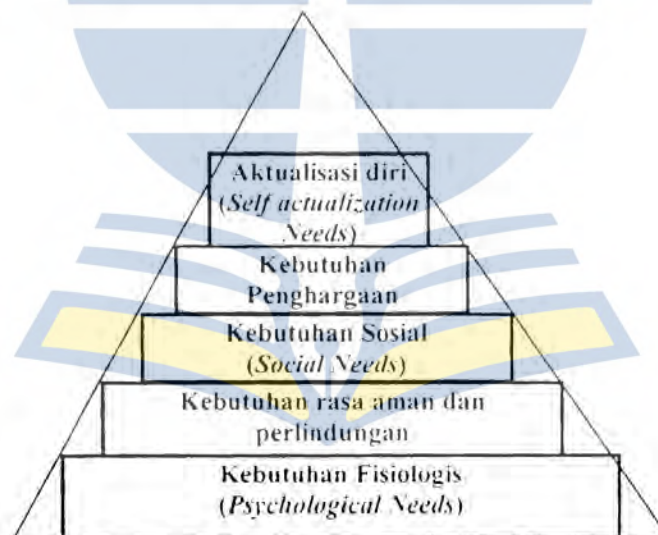 Aktualisasi diri
(Self actualization
Needs)
Kebutuhan
Penghargaan
Kebutuhan Sosial
(Social Needs)
Kebutuhan rasa aman dan
perlindungan
Kebutuhan Fisiologis
(Psychological Needs)